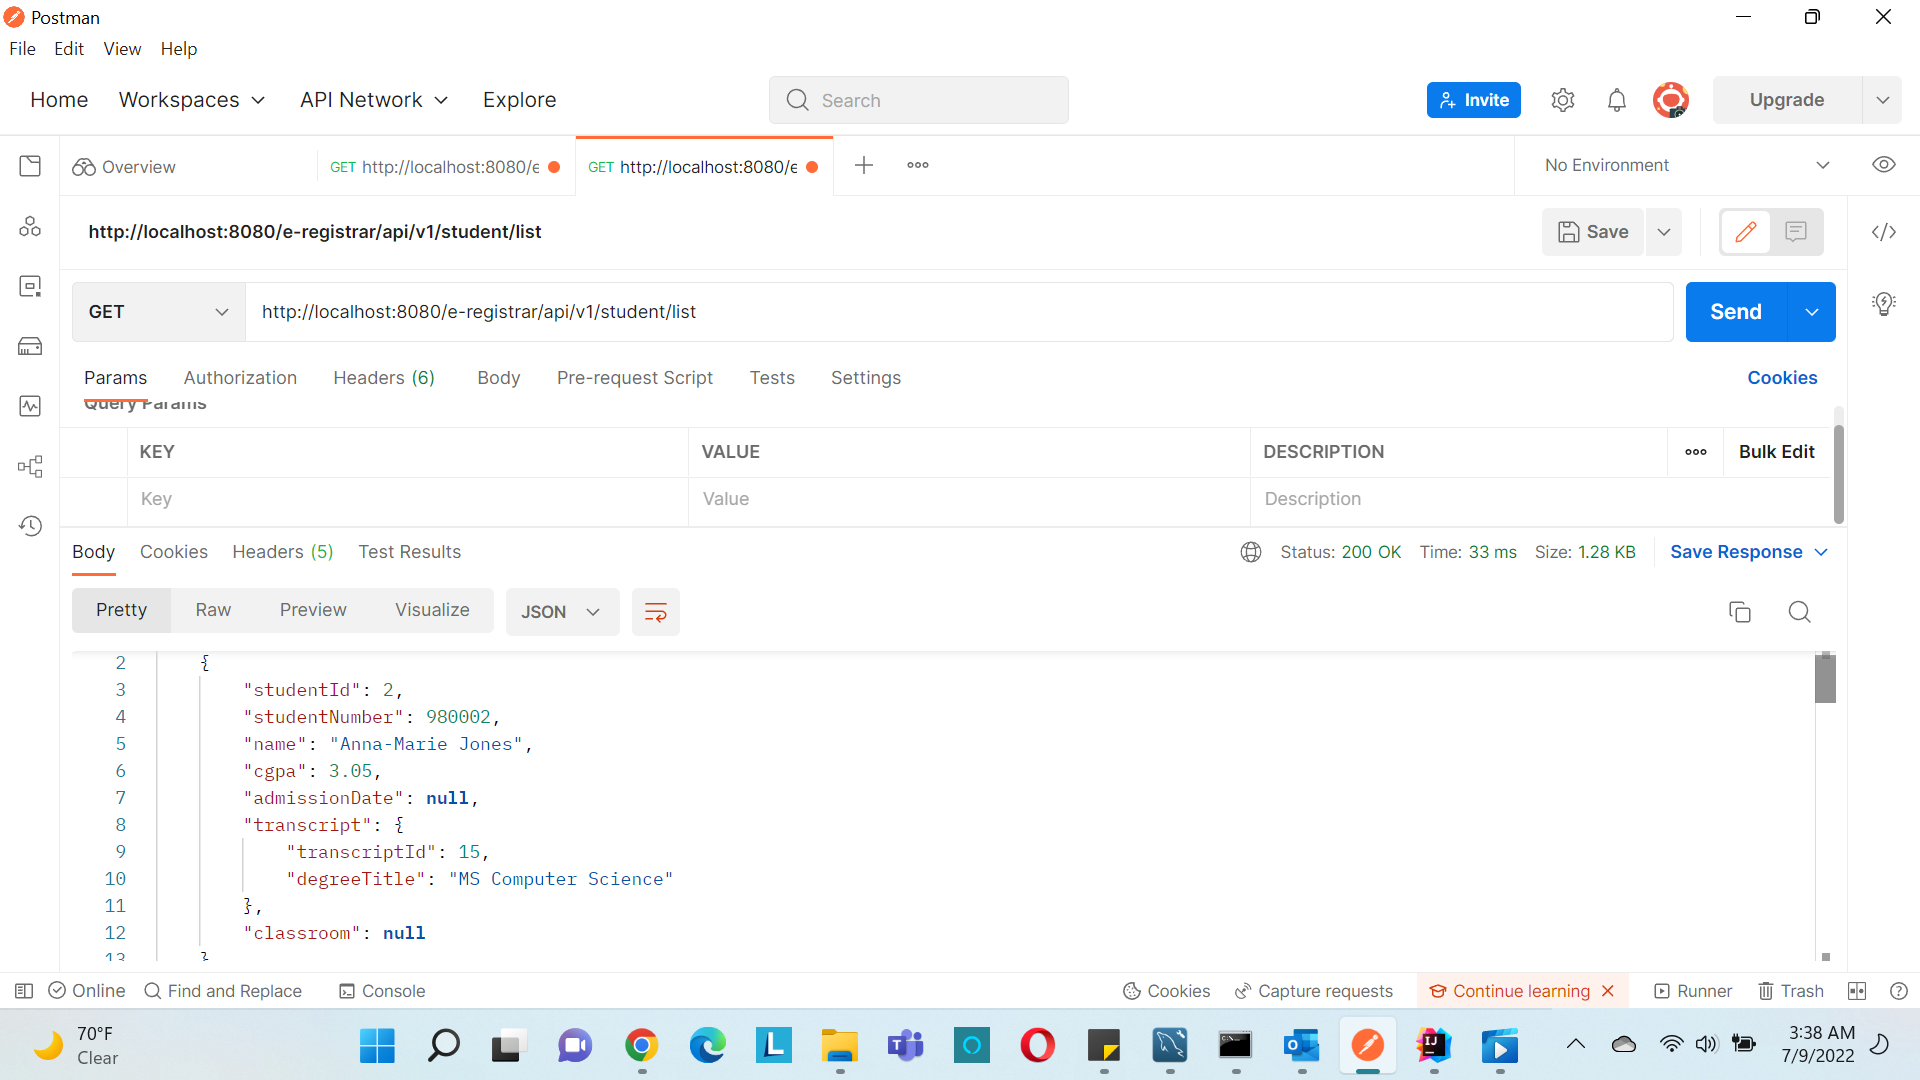 Postman
File Edit View Help
Home Workspaces API Network Explore Search Invite Upgrade
Overview GET http://localhost:8080/e GET http://localhost:8080/e No Environment
http://localhost:8080/e-registrar/api/v1/student/list Save
GET http://localhost:8080/e-registrar/api/v1/student/list Send
Params Authorization Headers (6) Body Pre-request Script Tests Settings Cookies
Query Params
KEY VALUE DESCRIPTION Bulk Edit
Key Value Description
Body Cookies Headers (5) Test Results Status: 200 OK Time: 33 ms Size: 1.28 KB Save Response
Pretty Raw Preview Visualize JSON
2 {
3 "studentId": 2,
4 "studentNumber": 980002,
5 "name": "Anna-Marie Jones",
6 "cgpa": 3.05,
7 "admissionDate": null,
8 "transcript": {
9 "transcriptId": 15,
10 "degreeTitle": "MS Computer Science"
11 },
12 "classroom": null
13 }
Online Find and Replace Console Cookies Capture requests Continue learning Runner Trash
70°F 3:38 AM
Clear 7/9/2022